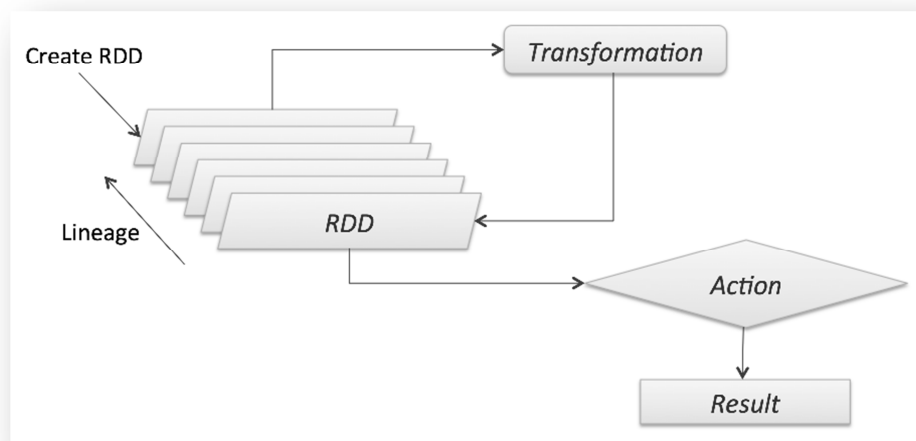 Create RDD
Transformation
Lineage
RDD
Action
Result